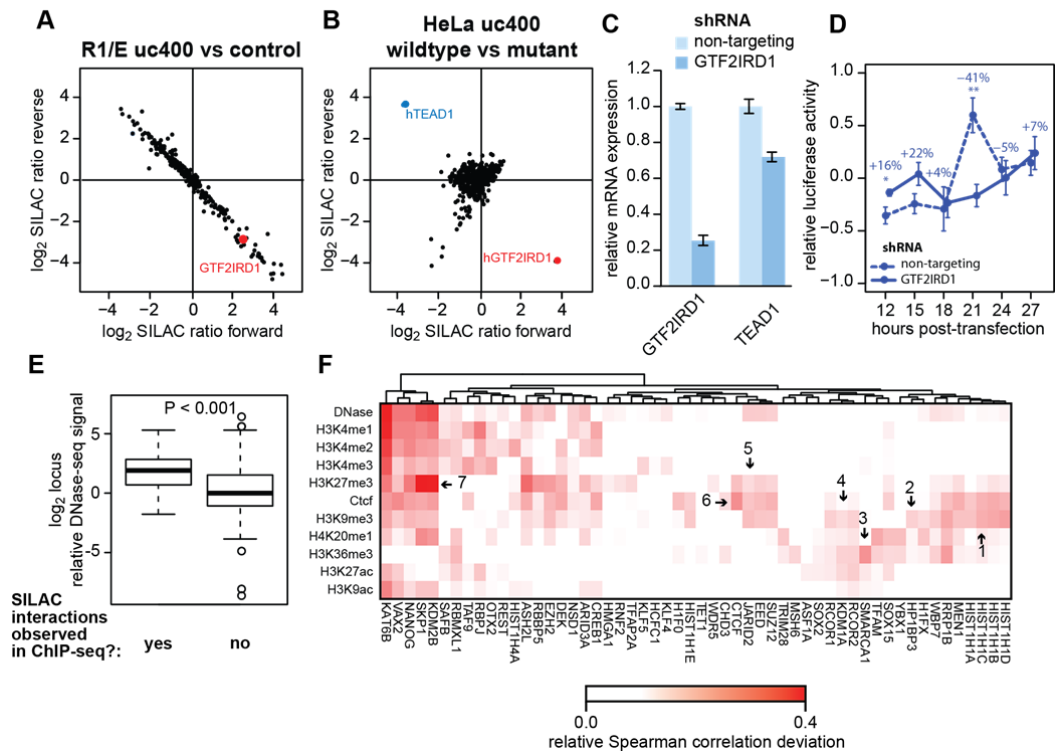 A
R1/E uc400 vs control
log2 SILAC ratio reverse
4
2
0
−2
−4
GTF2IRD1
−4 −2 0 2 4
log2 SILAC ratio forward
B
HeLa uc400
wildtype vs mutant
log2 SILAC ratio reverse
4
2
0
−2
−4
hTEAD1
hGTF2IRD1
−4 −2 0 2 4
log2 SILAC ratio forward
C
shRNA
non-targeting
GTF2IRD1
relative mRNA expression
1.2
1.0
0.8
0.6
0.4
0.2
0
GTF2IRD1
TEAD1
D
relative luciferase activity
1.0
0.5
0.0
−0.5
−1.0
+16%
*
+22%
+4%
−41%
**
−5%
+7%
shRNA
non-targeting
GTF2IRD1
12 15 18 21 24 27
hours post-transfection
E
log2 locus
relative DNase-seq signal
5
0
−5
P < 0.001
SILAC
interactions
observed
in ChIP-seq?:
yes no
F
DNase
H3K4me1
H3K4me2
H3K4me3
H3K27me3
Ctcf
H3K9me3
H4K20me1
H3K36me3
H3K27ac
H3K9ac
7
6
5
4
3
2
1
KAT6B
VAX2
NANOG
SKP1
KDM2B
SAFB
RBMXL1
TAF9
RBP2
OTX2
REST
HIST1H4A
ASH2L
RBBP5
EZH2
DEK
NSD1
ARID3A
CREB1
HMGA1
RNF2
TFAP2A
KLF5
HCFC1
KLF4
H1F0
HIST1H1E
TET1
WDR5
CHD3
CTCF
JARID2
EED
SUZ12
TRIM28
MSH6
ASF1A
SOX2
RCOR1
KDM1A
RCOR2
SMARCA1
TFAM
SOX15
YBX1
HP1BP3
H1FX
WBP7
RRP1B
MEN1
HIST1H1A
HIST1H1C
HIST1H1B
HIST1H1D
0.0 0.4
relative Spearman correlation deviation